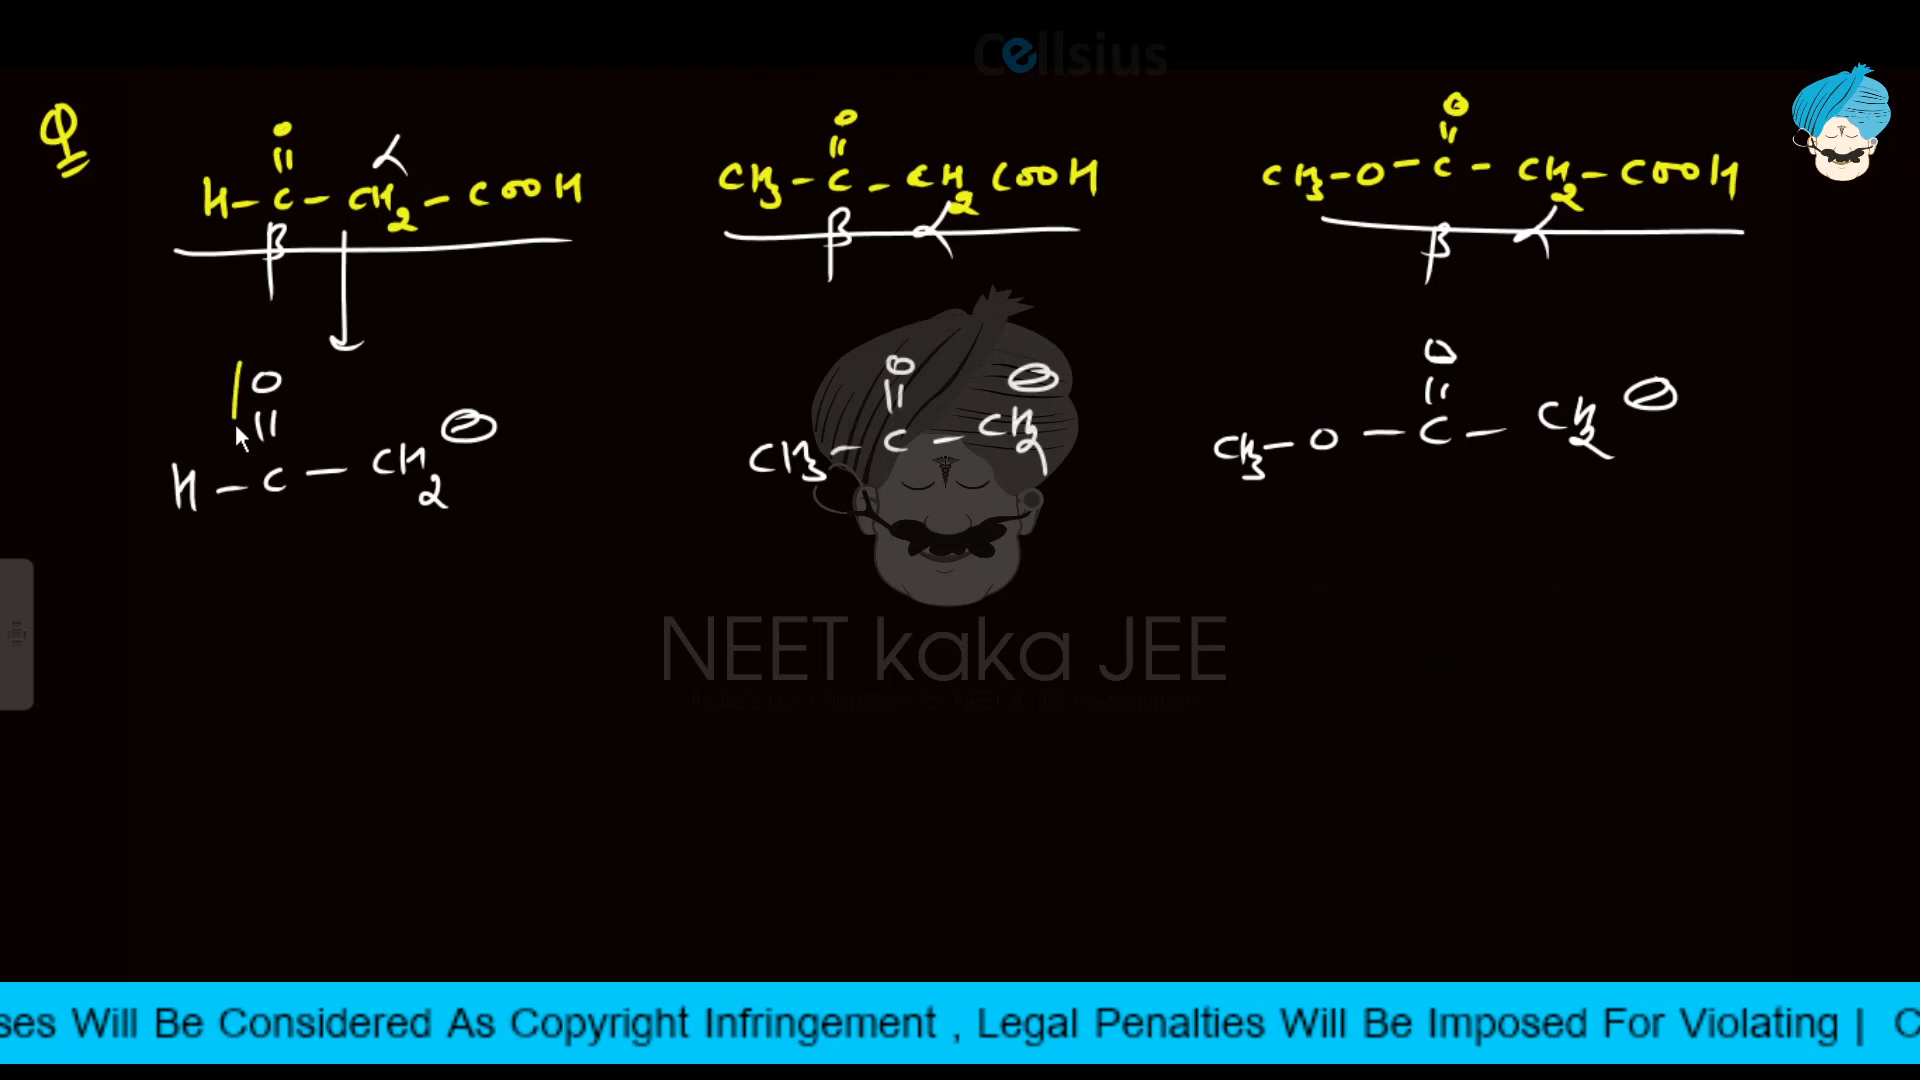 Cellsius
Q
H-C(=O)-CH2-COOH
α
β
CH3-C(=O)-CH2COOH
β α
CH3-O-C(=O)-CH2-COOH
β α
H-C(=O)-CH2 ⊖
CH3-C(=O)-CH2 ⊖
CH3-O-C(=O)-CH2 ⊖
NEET kaka JEE
ses Will Be Considered As Copyright Infringement , Legal Penalties Will Be Imposed For Violating | C